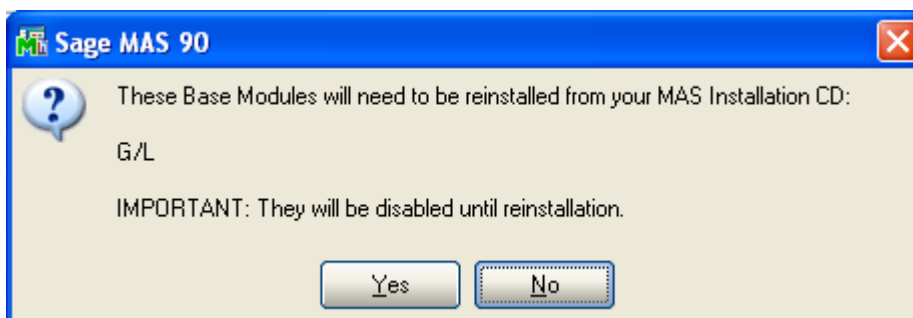 Sage MAS 90
These Base Modules will need to be reinstalled from your MAS Installation CD:
G/L
IMPORTANT: They will be disabled until reinstallation.
Yes
No